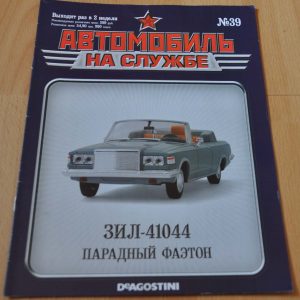 Выходит раз в 2 недели
№39
АВТОМОБИЛЬ
НА СЛУЖБЕ
ЗИЛ-41044
ПАРАДНЫЙ ФАЭТОН
DEAGOSTINI